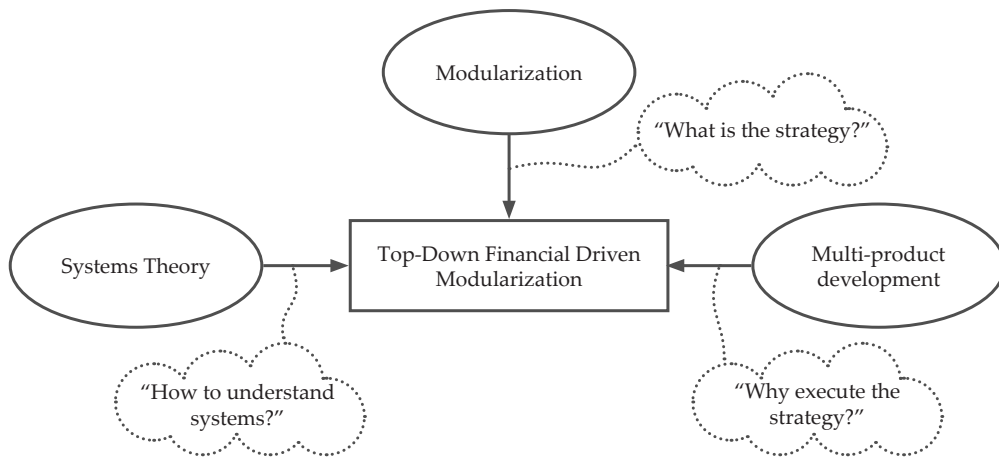 Modularization
“What is the strategy?”
Systems Theory
Top-Down Financial Driven
Modularization
Multi-product
development
“How to understand
systems?”
“Why execute the
strategy?”